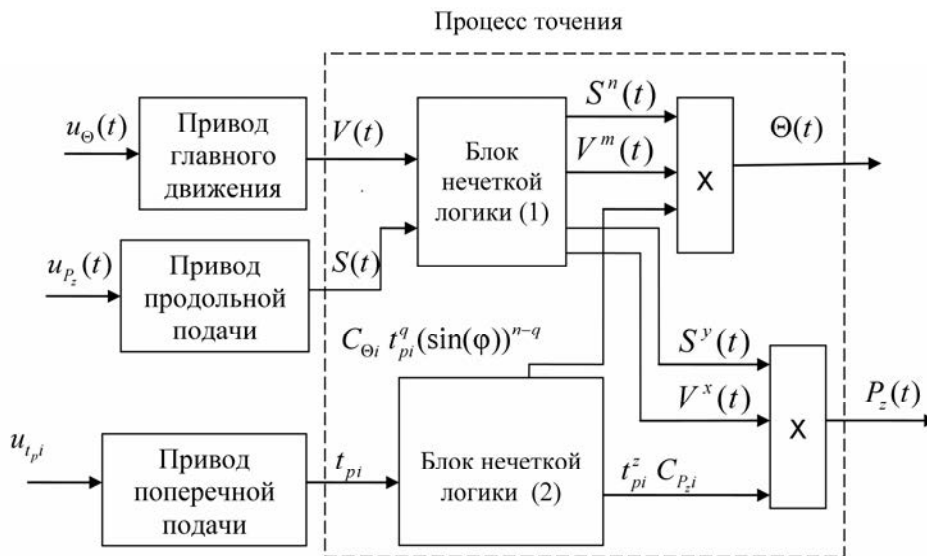 Процесс точения
u_Θ(t)
Привод
главного
движения
V(t)
Блок
нечеткой
логики (1)
S^n(t)
V^m(t)
X
Θ(t)
u_{P_z}(t)
Привод
продольной
подачи
S(t)
C_{Θi} t_{pi}^q (sin(φ))^{n−q}
S^y(t)
V^x(t)
X
P_z(t)
u_{t_p i}
Привод
поперечной
подачи
t_{pi}
Блок нечеткой
логики (2)
t_{pi}^z C_{P_z i}